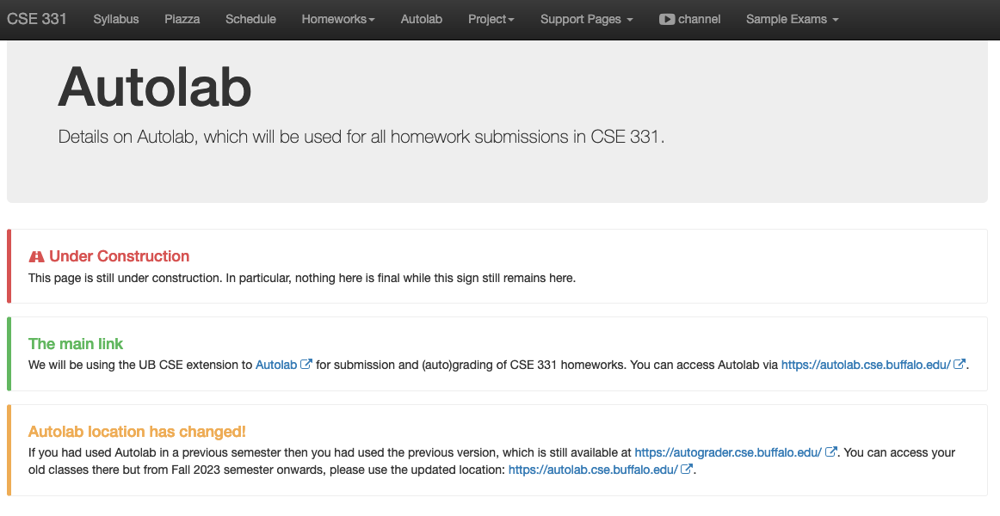 CSE 331 Syllabus Piazza Schedule Homeworks Autolab Project Support Pages channel Sample Exams
Autolab
Details on Autolab, which will be used for all homework submissions in CSE 331.
Under Construction
This page is still under construction. In particular, nothing here is final while this sign still remains here.
The main link
We will be using the UB CSE extension to Autolab for submission and (auto)grading of CSE 331 homeworks. You can access Autolab via https://autolab.cse.buffalo.edu/.
Autolab location has changed!
If you had used Autolab in a previous semester then you had used the previous version, which is still available at https://autograder.cse.buffalo.edu/. You can access your
old classes there but from Fall 2023 semester onwards, please use the updated location: https://autolab.cse.buffalo.edu/.